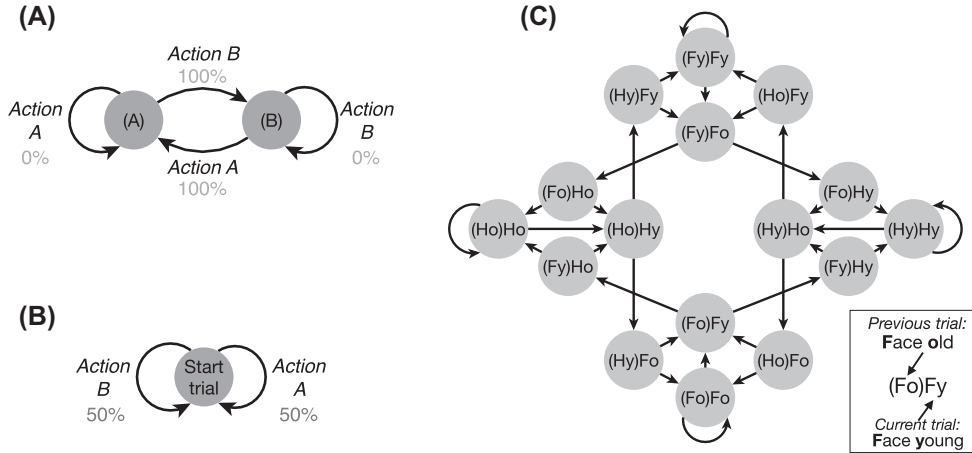 (A)
Action B
100%
Action
A
0%
(A)
(B)
Action
B
0%
Action A
100%
(B)
Action
B
50%
Start
trial
Action
A
50%
(C)
(Fy)Fy
(Hy)Fy
(Ho)Fy
(Fy)Fo
(Fo)Ho
(Fo)Hy
(Ho)Ho
(Ho)Hy
(Hy)Ho
(Hy)Hy
(Fy)Ho
(Fy)Hy
(Fo)Fy
(Hy)Fo
(Ho)Fo
(Fo)Fo
Previous trial:
Face old
(Fo)Fy
Current trial:
Face young